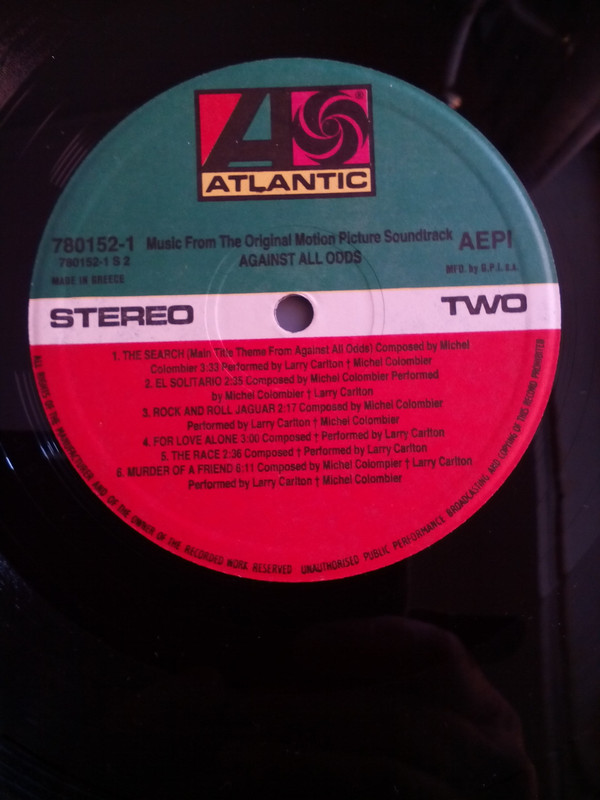 ATLANTIC
®
780152-1
780152-1 S 2
MADE IN GREECE
Music From The Original Motion Picture Soundtrack
AGAINST ALL ODDS
AEPI
MFD. by G.P.I. s.a.
STEREO
TWO
1. THE SEARCH (Main Title Theme From Against All Odds) Composed by Michel
Colombier 3:33 Performed by Larry Carlton † Michel Colombier
2. EL SOLITARIO 2:35 Composed by Michel Colombier Performed
by Michel Colombier † Larry Carlton
3. ROCK AND ROLL JAGUAR 2:17 Composed by Michel Colombier
Performed by Larry Carlton † Michel Colombier
4. FOR LOVE ALONE 3:00 Composed † Performed by Larry Carlton
5. THE RACE 2:36 Composed † Performed by Larry Carlton
6. MURDER OF A FRIEND 6:11 Composed by Michel Colompier † Larry Carlton
Performed by Larry Carlton † Michel Colombier
ALL RIGHTS OF THE MANUFACTURER AND OF THE OWNER OF THE RECORDED WORK RESERVED UNAUTHORISED PUBLIC PERFORMANCE BROADCASTING AND COPYING OF THIS RECORD PROHIBITED